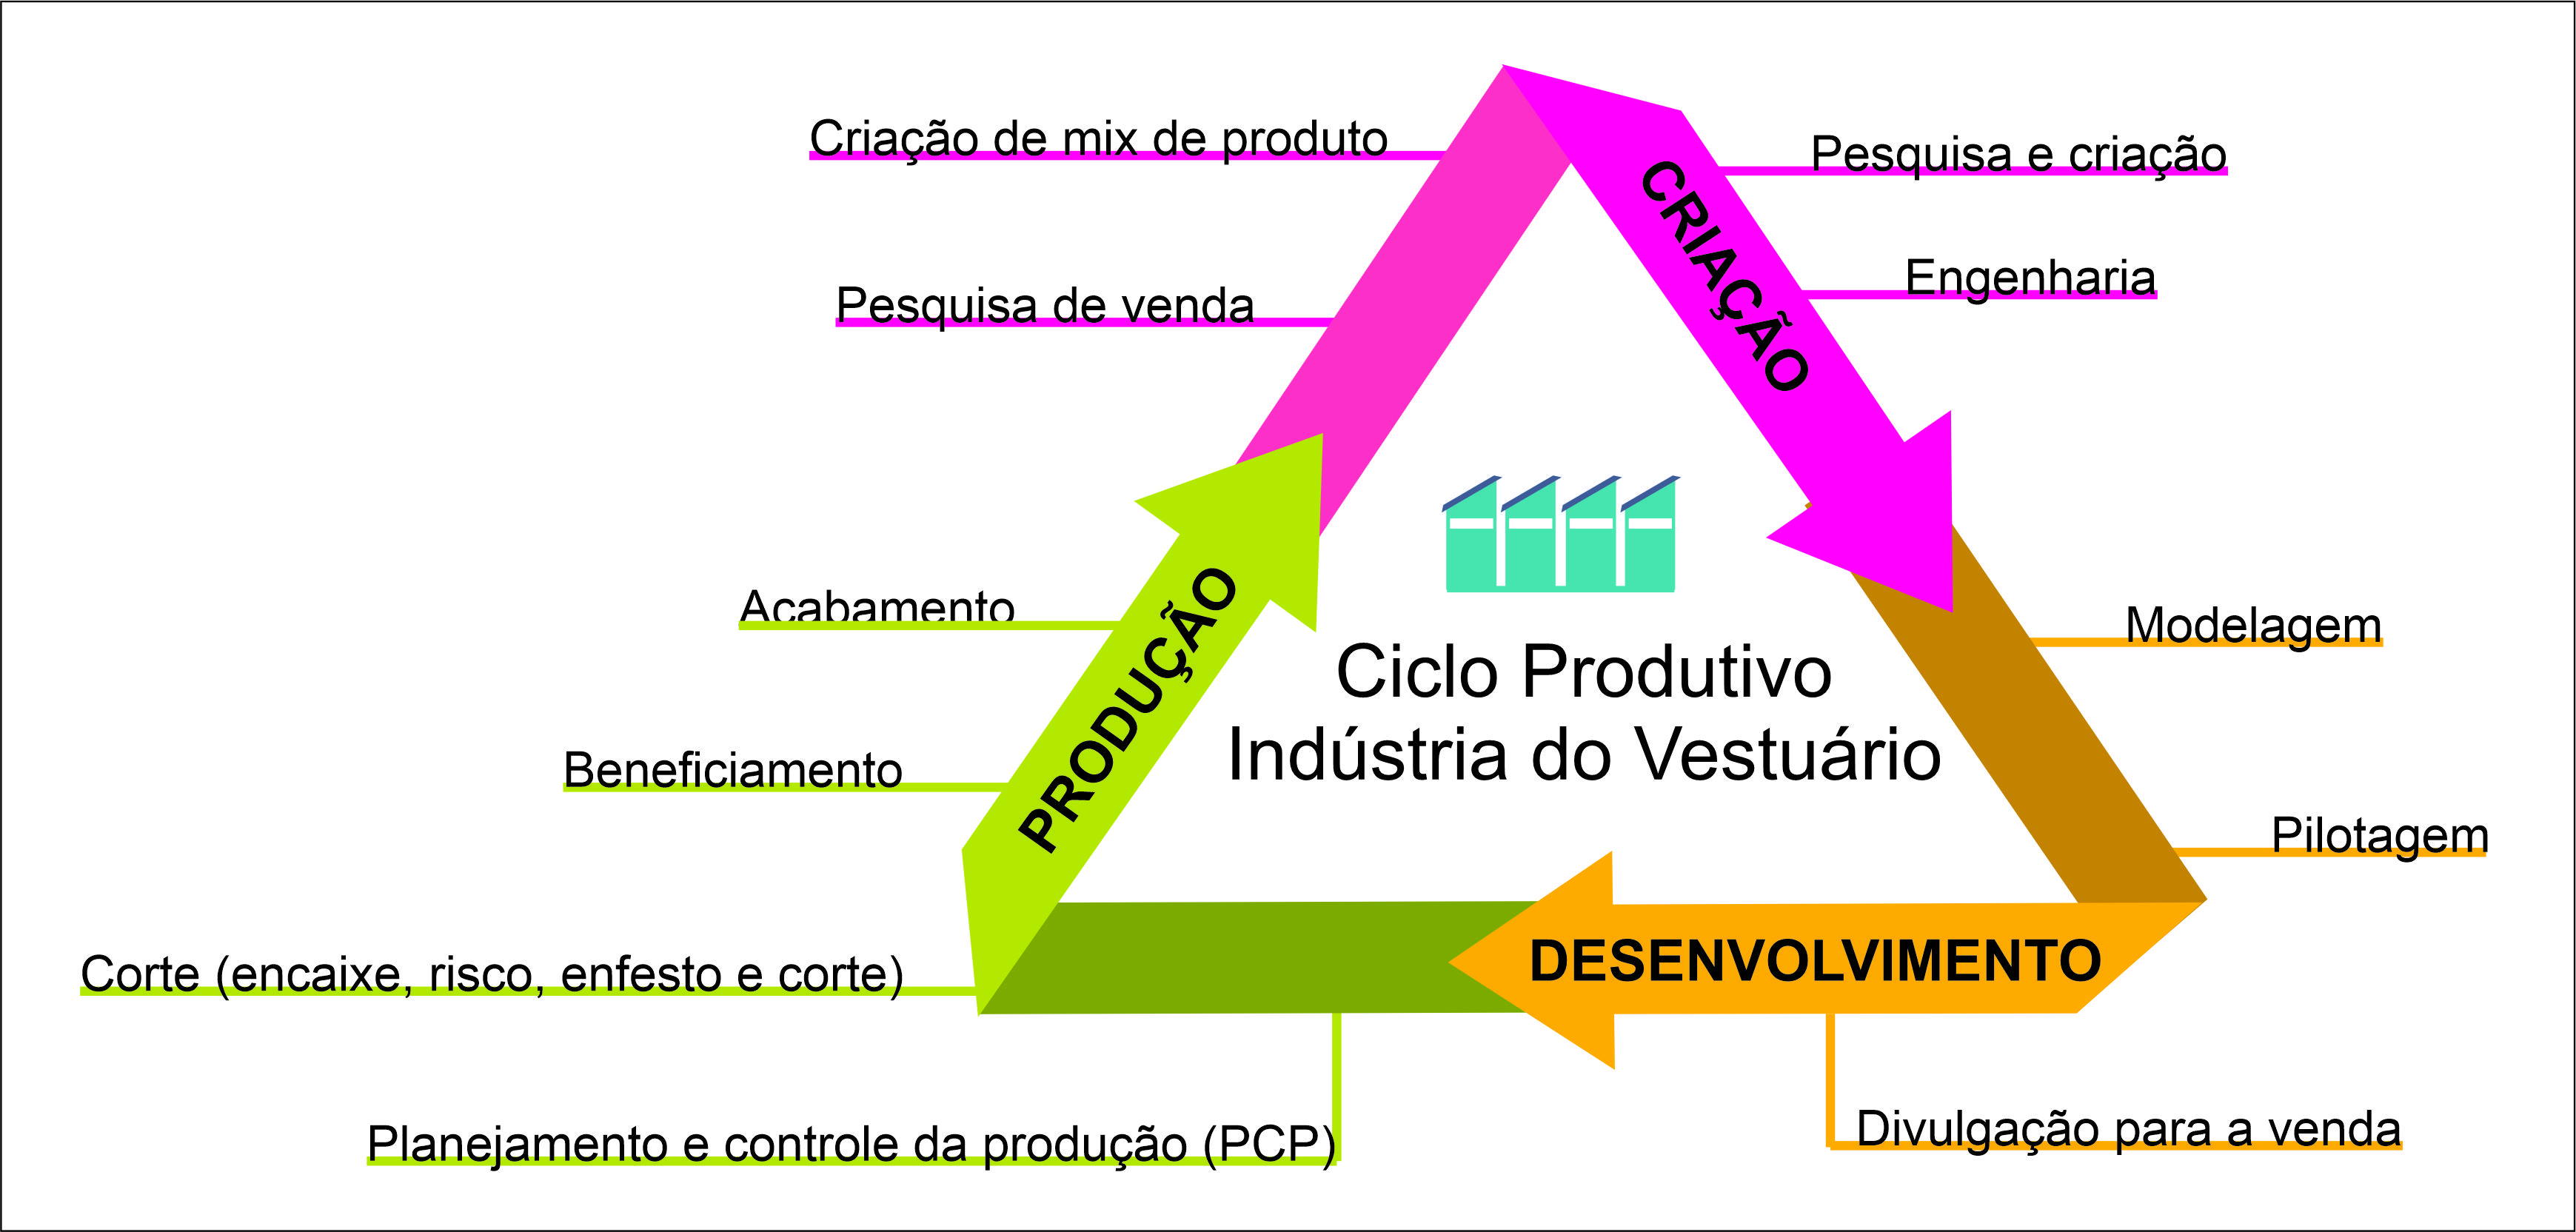 Criação de mix de produto
Pesquisa e criação
CRIAÇÃO
Engenharia
Pesquisa de venda
Acabamento
PRODUÇÃO
Ciclo Produtivo
Indústria do Vestuário
Modelagem
Beneficiamento
Pilotagem
DESENVOLVIMENTO
Corte (encaixe, risco, enfesto e corte)
Planejamento e controle da produção (PCP)
Divulgação para a venda